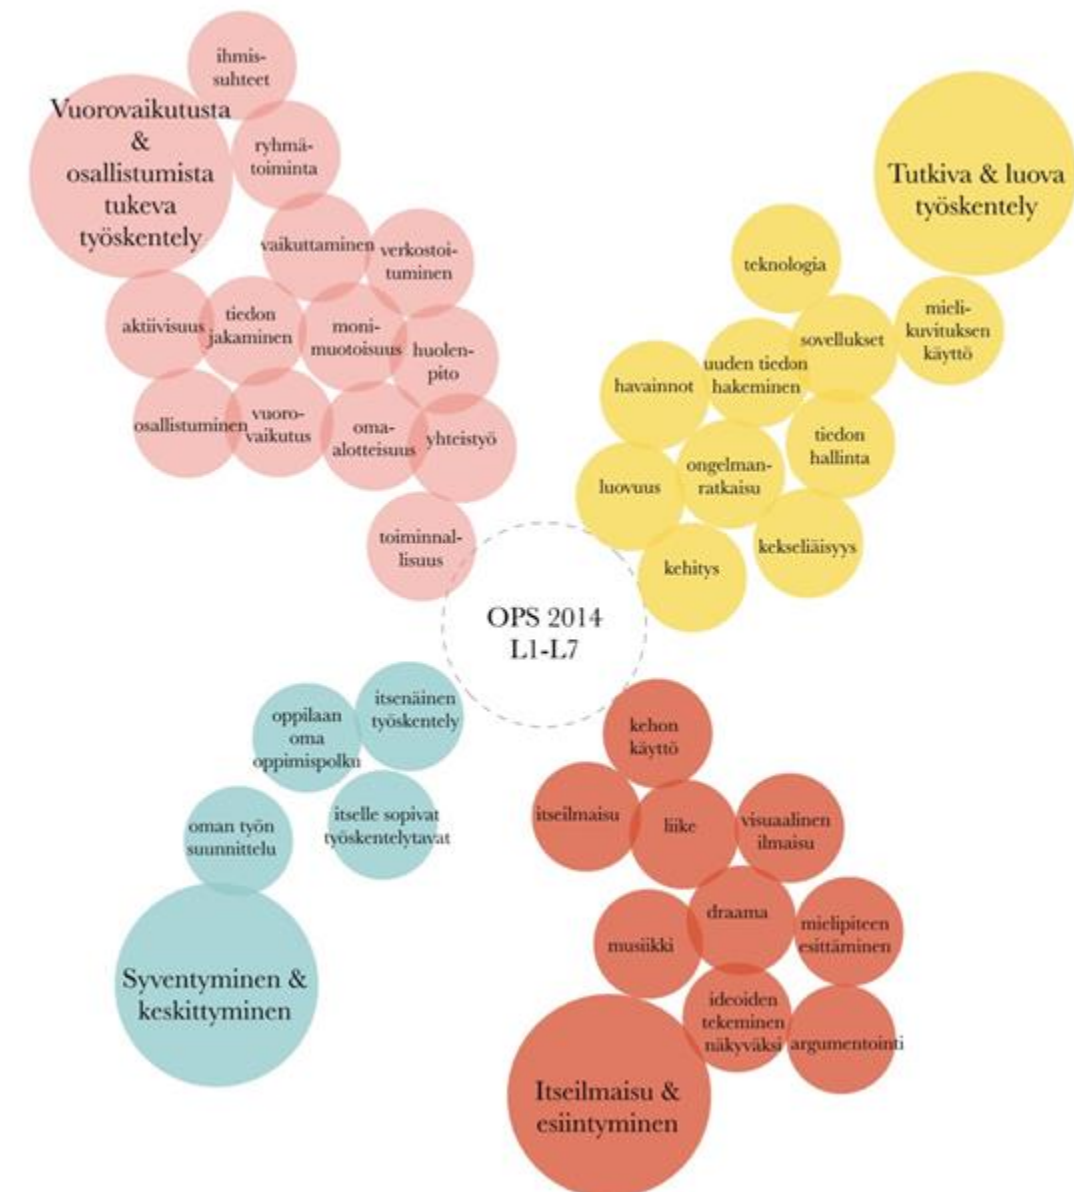 ihmis-
suhteet
Vuorovaikutusta
&
osallistumista
tukeva
työskentely
ryhmä-
toiminta
vaikuttaminen
verkostoi-
tuminen
aktiivisuus
tiedon
jakaminen
moni-
muotoisuus
huolen-
pito
osallistuminen
vuoro-
vaikutus
oma-
alotteisuus
yhteistyö
toiminnal-
lisuus
Tutkiva & luova
työskentely
teknologia
mieli-
kuvituksen
käyttö
sovellukset
uuden tiedon
hakeminen
havainnot
tiedon
hallinta
ongelman-
ratkaisu
luovuus
kekseliäisyys
kehitys
OPS 2014
L1-L7
itsenäinen
työskentely
oppilaan
oma
oppimispolku
itselle sopivat
työskentelytavat
oman työn
suunnittelu
Syventyminen &
keskittyminen
kehon
käyttö
itseilmaisu
liike
visuaalinen
ilmaisu
draama
mielipiteen
esittäminen
musiikki
ideoiden
tekeminen
näkyväksi
argumentointi
Itseilmaisu &
esiintyminen